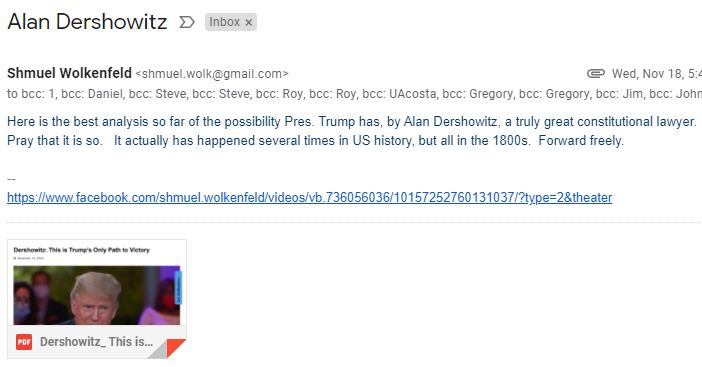 Alan Dershowitz Inbox ×
Shmuel Wolkenfeld <shmuel.wolk@gmail.com> Wed, Nov 18, 5:4
to bcc: 1, bcc: Daniel, bcc: Steve, bcc: Steve, bcc: Roy, bcc: Roy, bcc: UAcosta, bcc: Gregory, bcc: Gregory, bcc: Jim, bcc: John
Here is the best analysis so far of the possibility Pres. Trump has, by Alan Dershowitz, a truly great constitutional lawyer.
Pray that it is so.   It actually has happened several times in US history, but all in the 1800s.  Forward freely.
--
https://www.facebook.com/shmuel.wolkenfeld/videos/vb.736056036/10157252760131037/?type=2&theater
Dershowitz: This is Trump's Only Path to Victory
PDF Dershowitz_ This is...